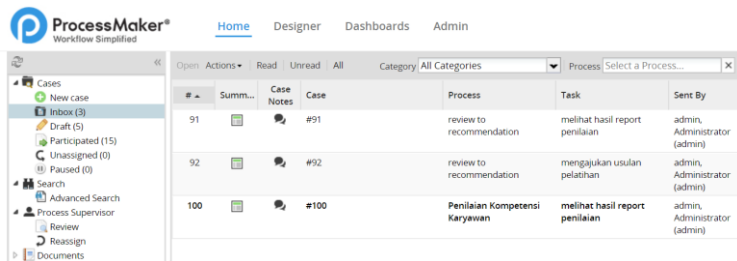 ProcessMaker®
Workflow Simplified
Home Designer Dashboards Admin
Open Actions Read Unread All Category All Categories Process Select a Process...
Cases
New case
Inbox (3)
Draft (5)
Participated (15)
Unassigned (0)
Paused (0)
Search
Advanced Search
Process Supervisor
Review
Reassign
Documents
# Summ... Case Notes Case Process Task Sent By
91 #91 review to recommendation melihat hasil report penilaian admin, Administrator (admin)
92 #92 review to recommendation mengajukan usulan pelatihan admin, Administrator (admin)
100 #100 Penilaian Kompetensi Karyawan melihat hasil report penilaian admin, Administrator (admin)